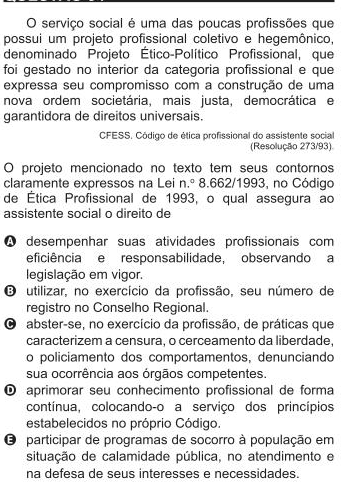 O serviço social é uma das poucas profissões que
possui um projeto profissional coletivo e hegemônico,
denominado Projeto Ético-Político Profissional, que
foi gestado no interior da categoria profissional e que
expressa seu compromisso com a construção de uma
nova ordem societária, mais justa, democrática e
garantidora de direitos universais.
CFESS. Código de ética profissional do assistente social
(Resolução 273/93).
O projeto mencionado no texto tem seus contornos
claramente expressos na Lei n.º 8.662/1993, no Código
de Ética Profissional de 1993, o qual assegura ao
assistente social o direito de
A desempenhar suas atividades profissionais com
eficiência e responsabilidade, observando a
legislação em vigor.
B utilizar, no exercício da profissão, seu número de
registro no Conselho Regional.
C abster-se, no exercício da profissão, de práticas que
caracterizem a censura, o cerceamento da liberdade,
o policiamento dos comportamentos, denunciando
sua ocorrência aos órgãos competentes.
D aprimorar seu conhecimento profissional de forma
contínua, colocando-o a serviço dos princípios
estabelecidos no próprio Código.
E participar de programas de socorro à população em
situação de calamidade pública, no atendimento e
na defesa de seus interesses e necessidades.